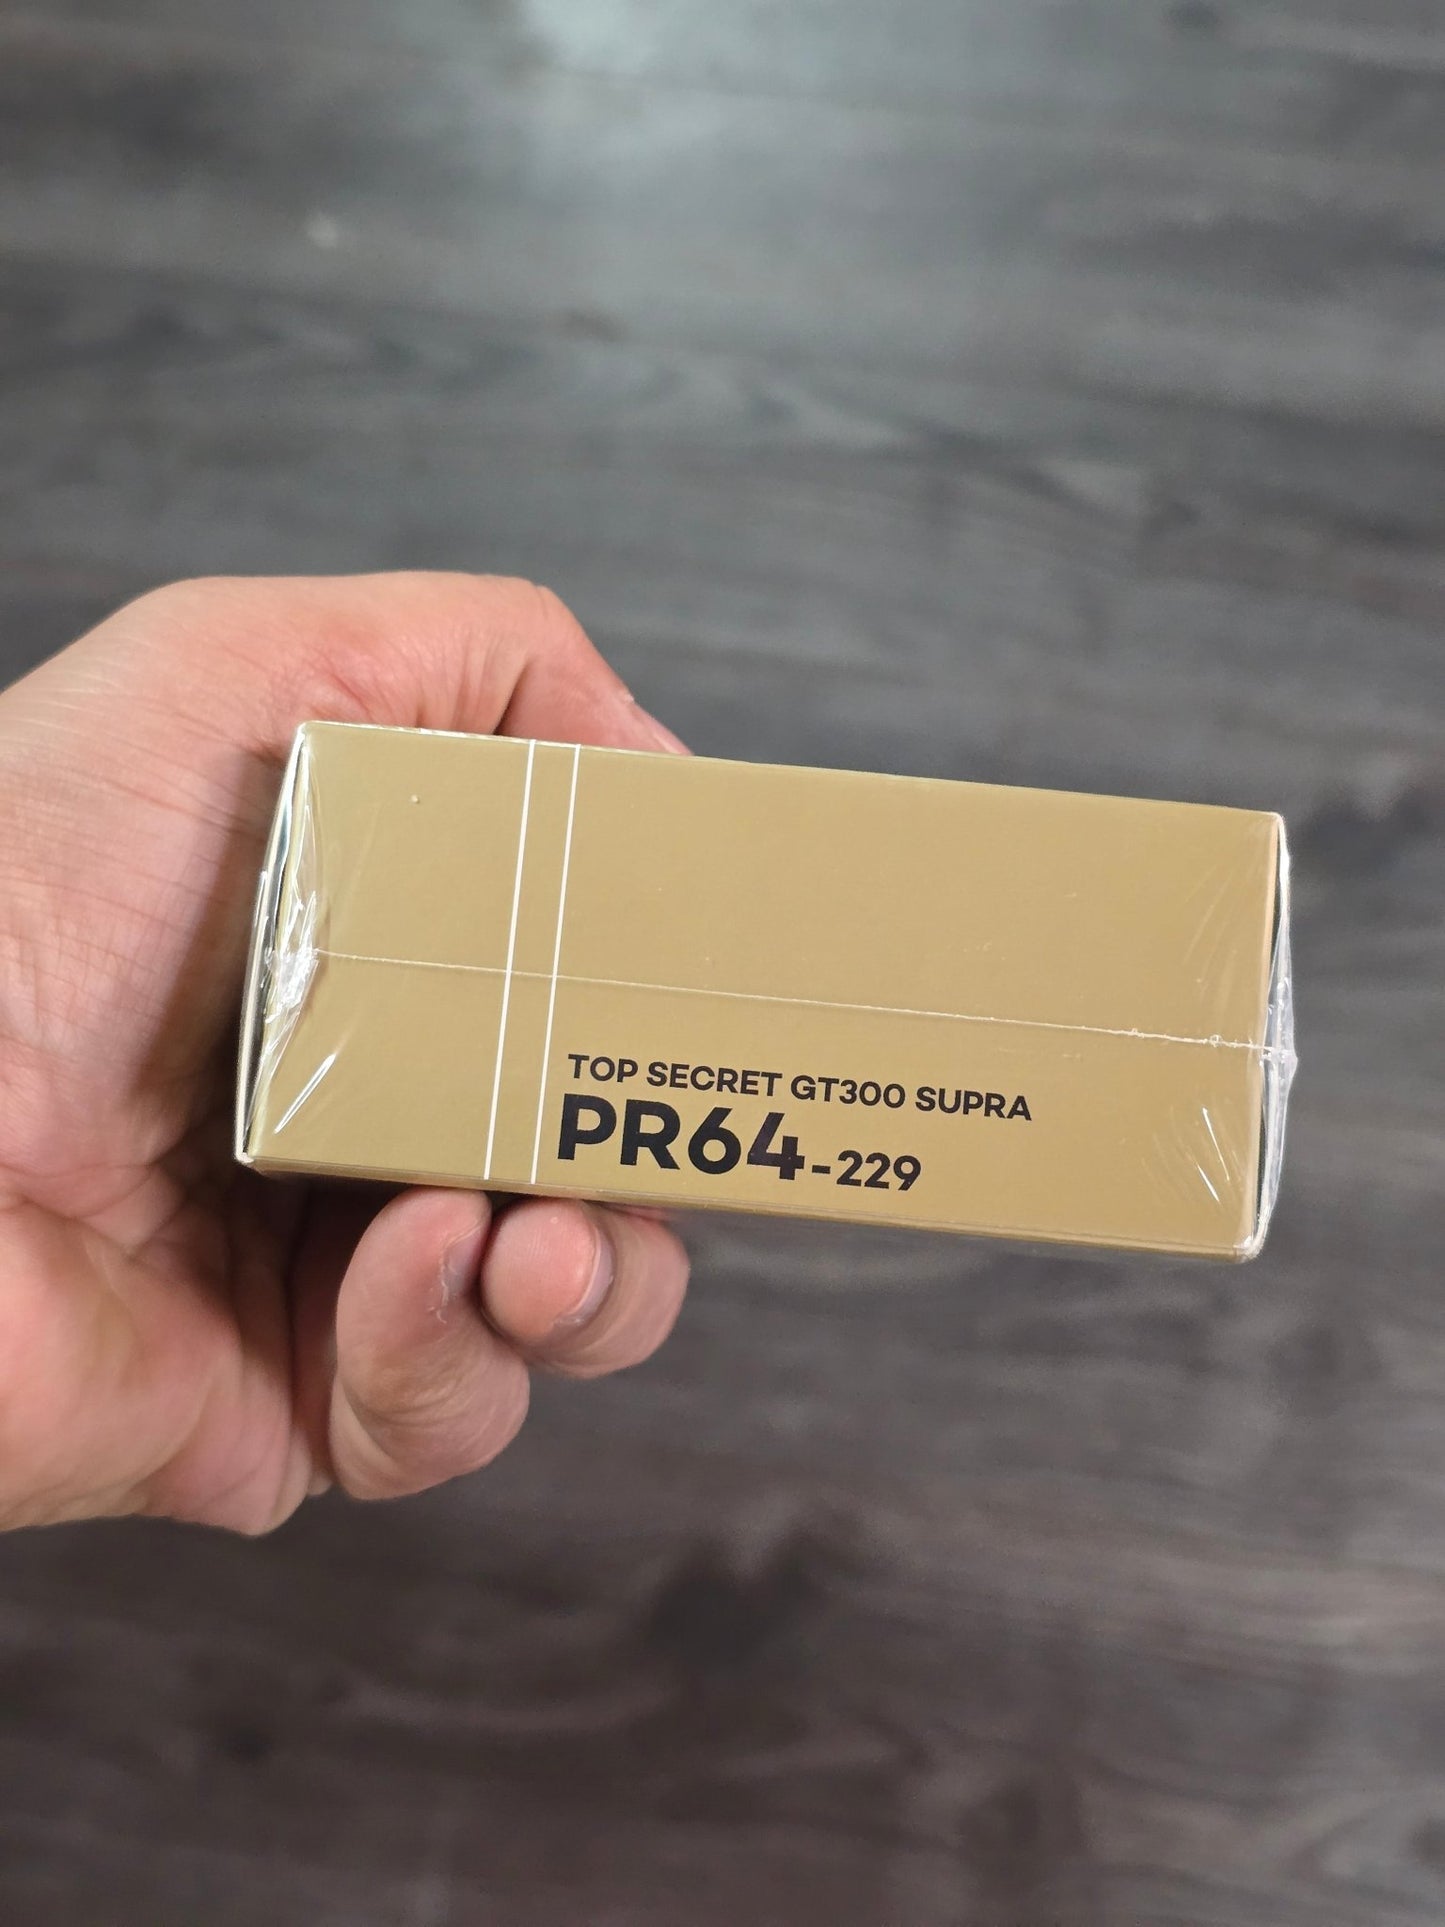 TOP SECRET GT300 SUPRA
PR64-229